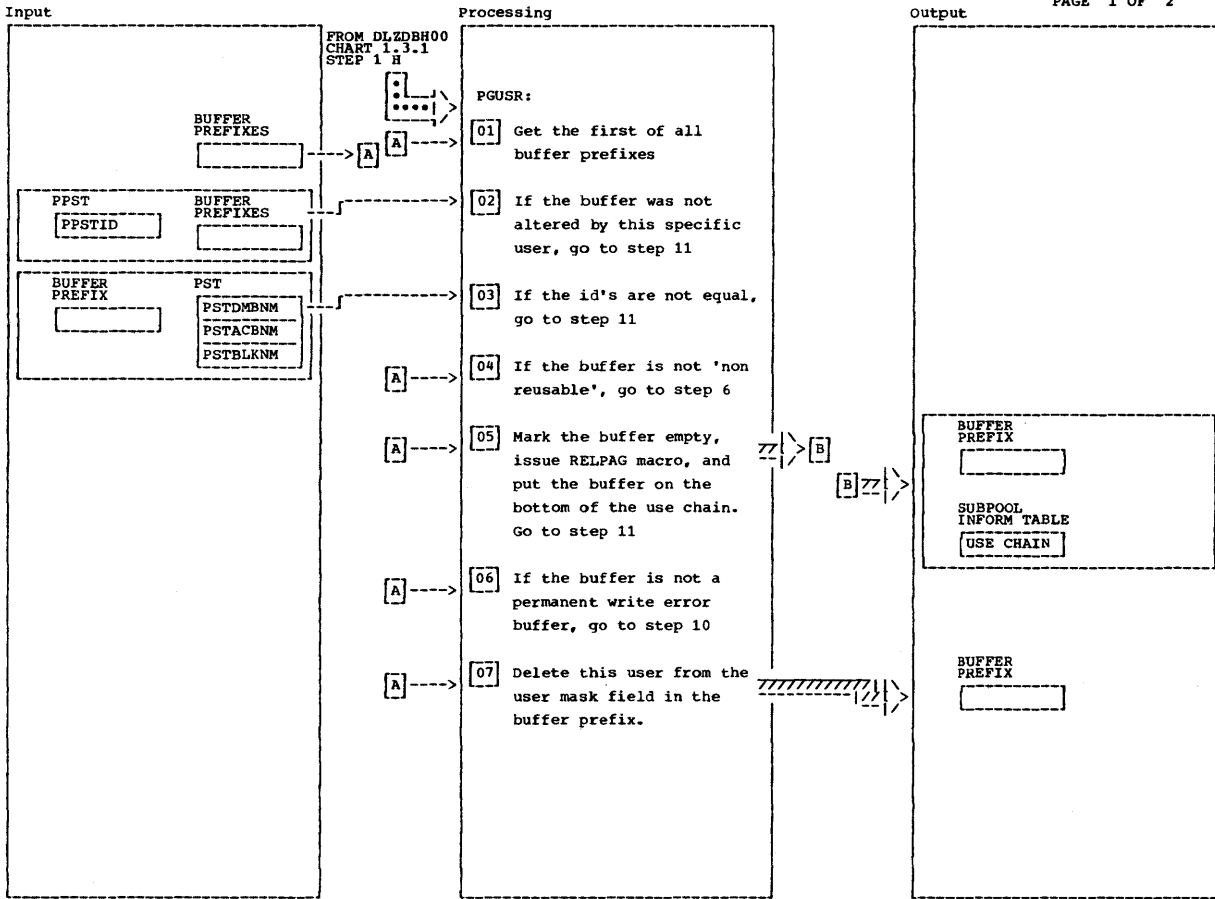 PAGE 1 OF 2
Input
Processing
Output
FROM DLZDBH00
CHART 1.3.1
STEP 1 H
PGUSR:
BUFFER
PREFIXES
A
A
01 Get the first of all
buffer prefixes
PPST
PPSTID
BUFFER
PREFIXES
02 If the buffer was not
altered by this specific
user, go to step 11
BUFFER
PREFIX
PST
PSTDMBNM
PSTACBNM
PSTBLKNM
03 If the id's are not equal,
go to step 11
A
04 If the buffer is not 'non
reusable', go to step 6
A
05 Mark the buffer empty,
issue RELPAG macro, and
put the buffer on the
bottom of the use chain.
Go to step 11
B
B
BUFFER
PREFIX
SUBPOOL
INFORM TABLE
USE CHAIN
A
06 If the buffer is not a
permanent write error
buffer, go to step 10
A
07 Delete this user from the
user mask field in the
buffer prefix.
BUFFER
PREFIX